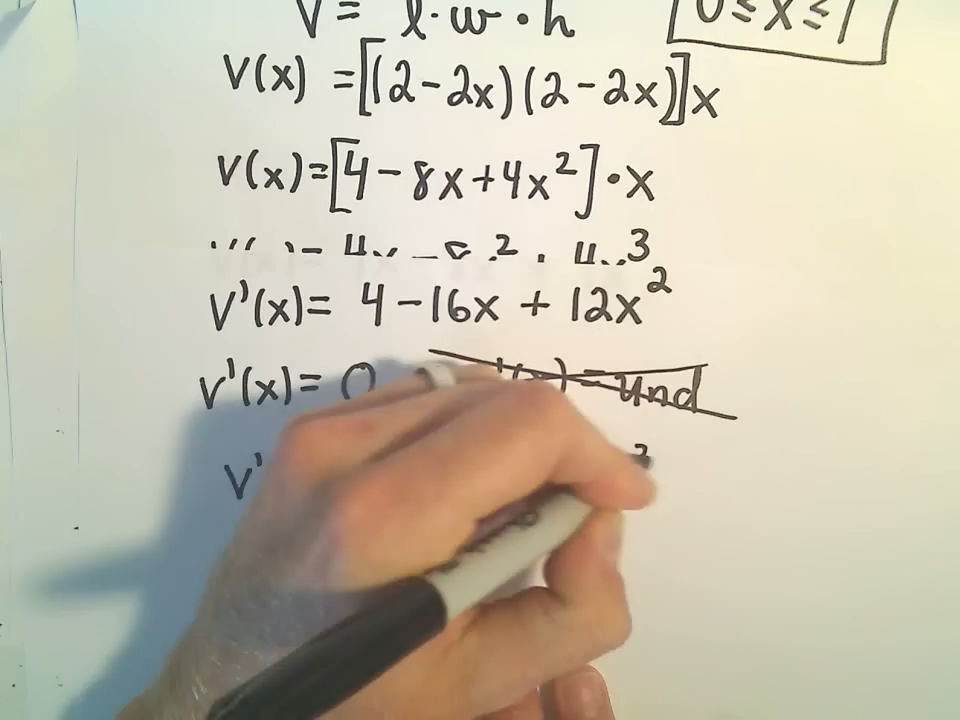 V = l·w·h 0≤x≤1
V(x) =[(2-2x)(2-2x)]x
V(x)=[4-8x+4x²]·x
V'(x)= 4-16x+12x²
V'(x)= 0 und
V'